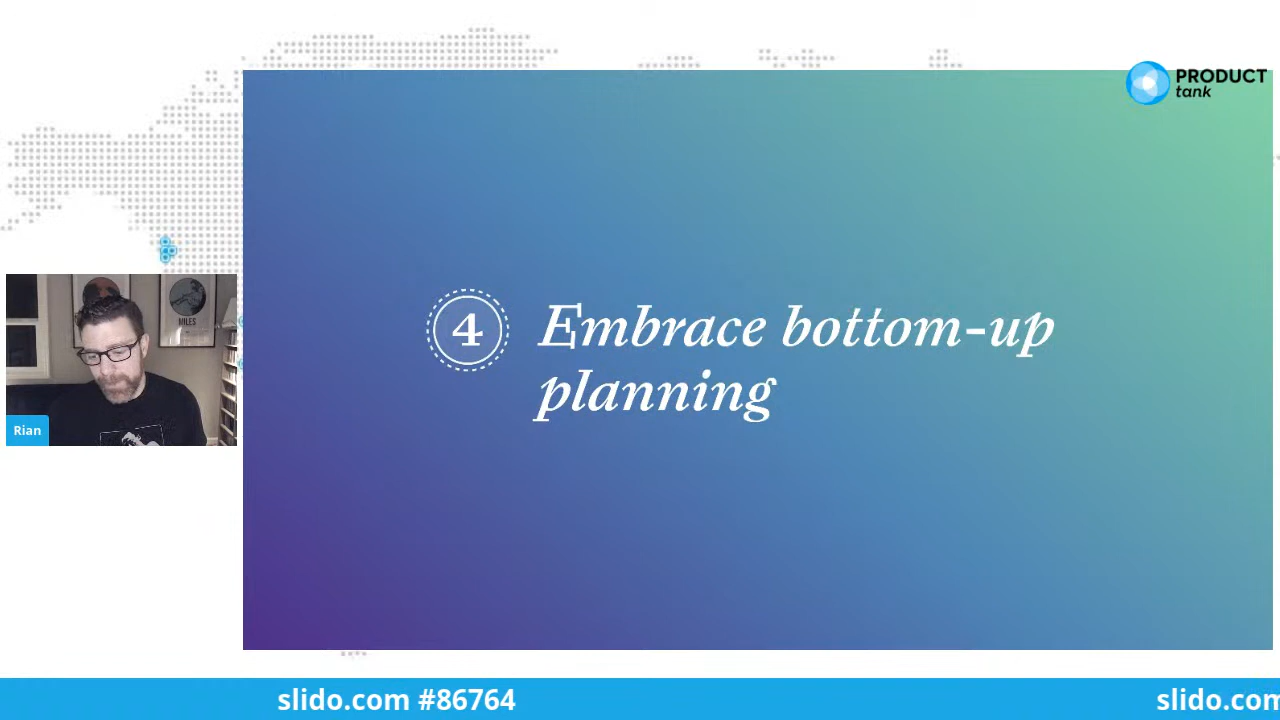 PRODUCT
tank
MILES
Rian
4
Embrace bottom-up
planning
slido.com #86764
slido.com